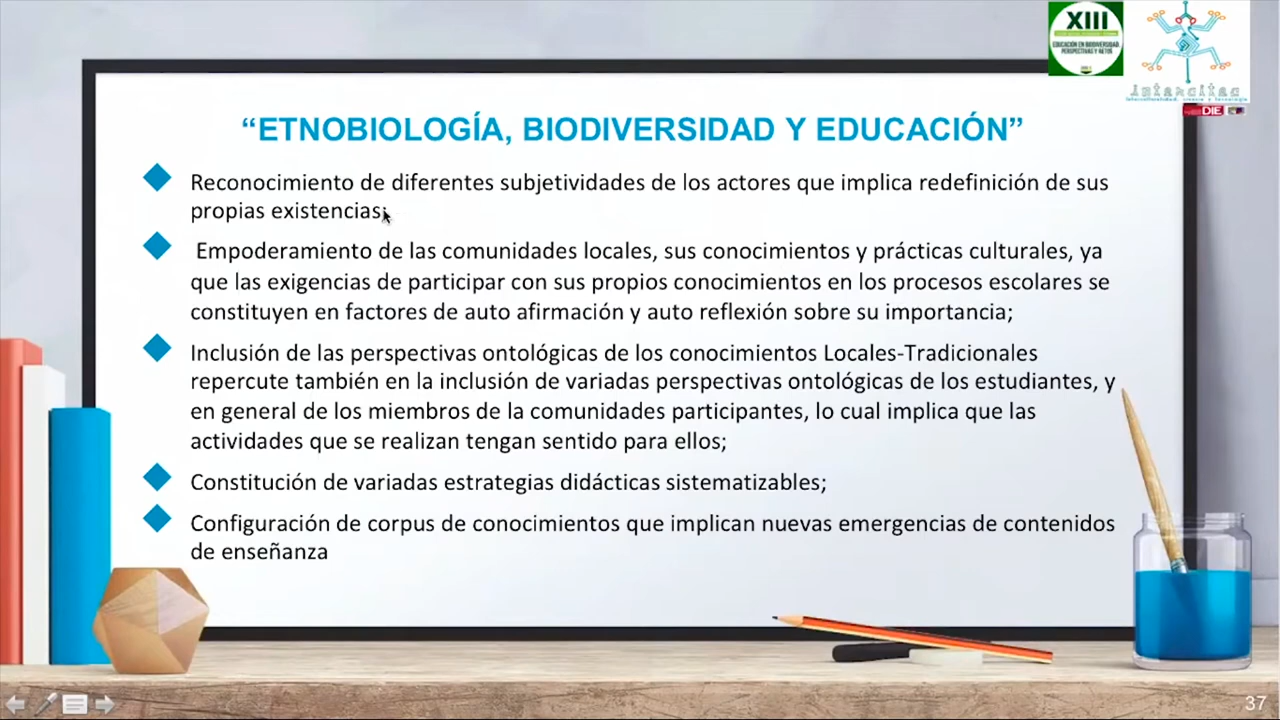 XIII
EDUCACIÓN EN BIODIVERSIDAD,
PERSPECTIVAS Y RETOS
intercitec
DIE
“ETNOBIOLOGÍA, BIODIVERSIDAD Y EDUCACIÓN”
Reconocimiento de diferentes subjetividades de los actores que implica redefinición de sus
propias existencias;
Empoderamiento de las comunidades locales, sus conocimientos y prácticas culturales, ya
que las exigencias de participar con sus propios conocimientos en los procesos escolares se
constituyen en factores de auto afirmación y auto reflexión sobre su importancia;
Inclusión de las perspectivas ontológicas de los conocimientos Locales-Tradicionales
repercute también en la inclusión de variadas perspectivas ontológicas de los estudiantes, y
en general de los miembros de la comunidades participantes, lo cual implica que las
actividades que se realizan tengan sentido para ellos;
Constitución de variadas estrategias didácticas sistematizables;
Configuración de corpus de conocimientos que implican nuevas emergencias de contenidos
de enseñanza
37